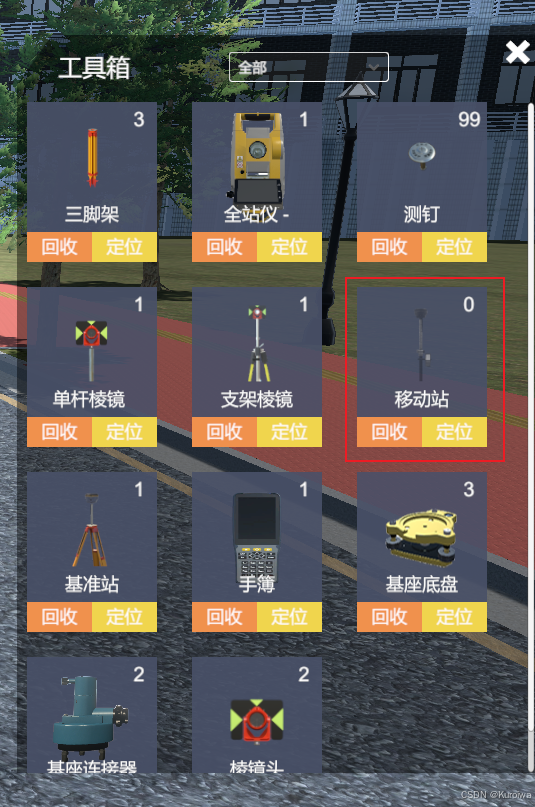 工具箱
全部
3
1
99
三脚架
全站仪 -
测钉
回收 定位
回收 定位
回收 定位
1
1
0
单杆棱镜
支架棱镜
移动站
回收 定位
回收 定位
回收 定位
1
1
3
基准站
手簿
基座底盘
回收 定位
回收 定位
回收 定位
2
2
基座连接器
棱镜头
CSDN @Kuroiwa